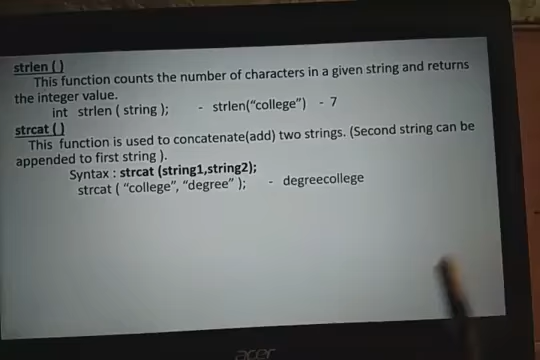 strlen ( )
This function counts the number of characters in a given string and returns
the integer value.
int strlen ( string ); - strlen(“college”) - 7
strcat ( )
This function is used to concatenate(add) two strings. (Second string can be
appended to first string ).
Syntax : strcat (string1,string2);
strcat ( “college”, “degree” ); - degreecollege
acer